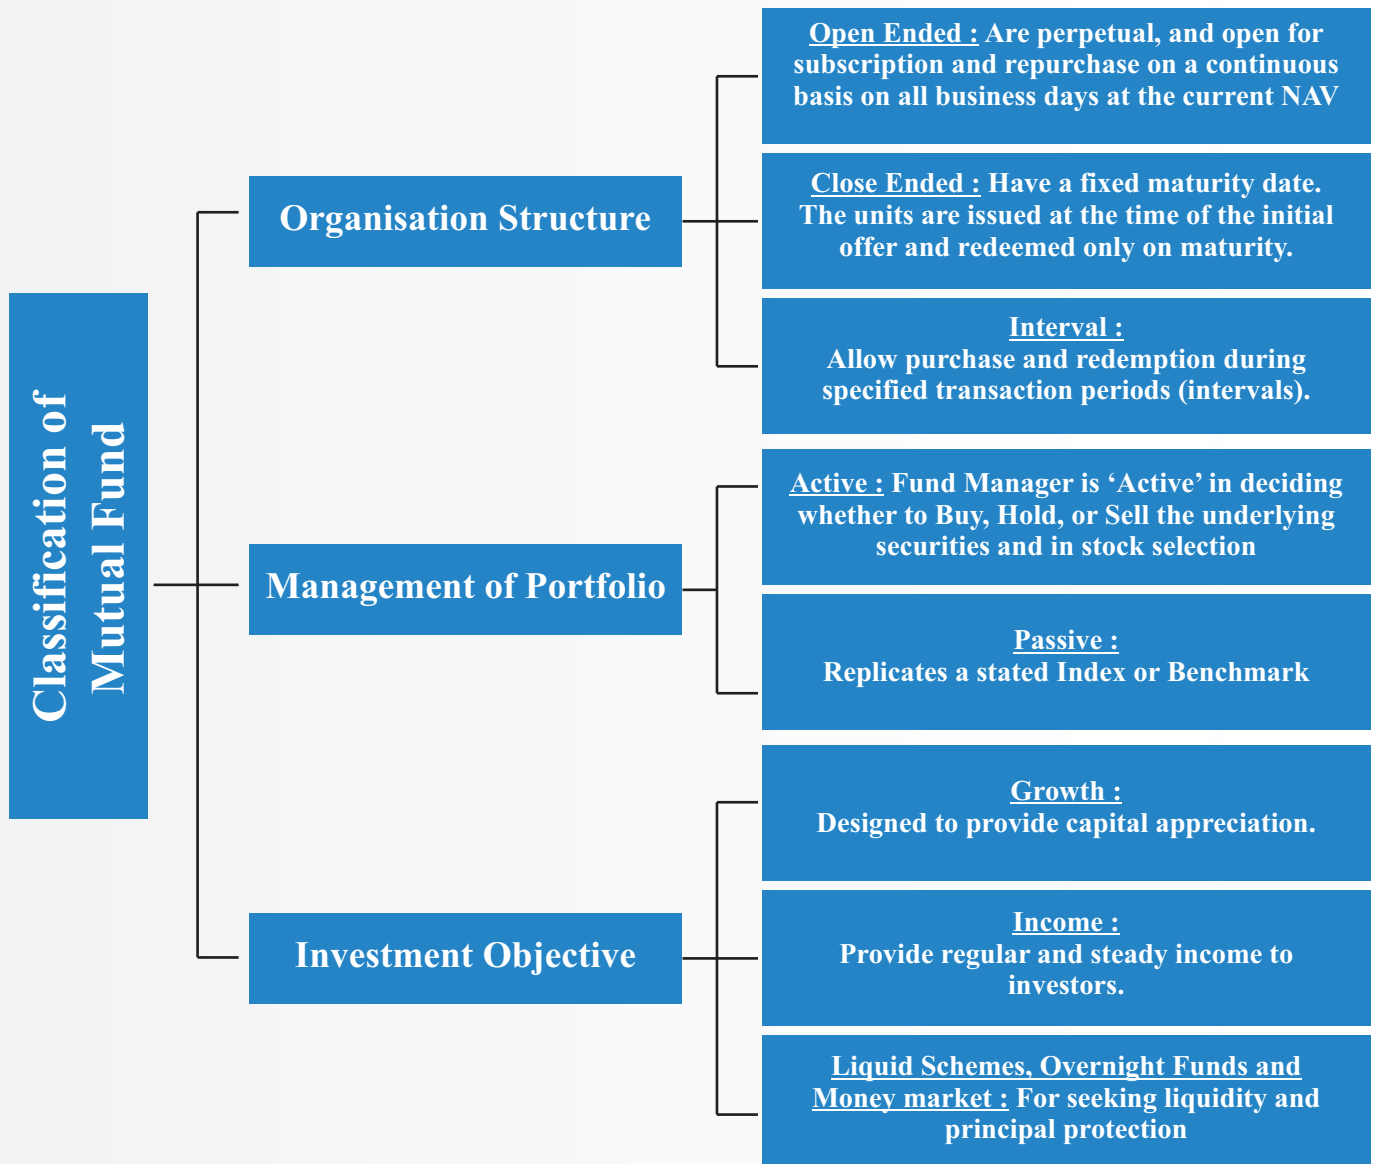 Classification of
Mutual Fund
Organisation Structure
Open Ended : Are perpetual, and open for
subscription and repurchase on a continuous
basis on all business days at the current NAV
Close Ended : Have a fixed maturity date.
The units are issued at the time of the initial
offer and redeemed only on maturity.
Interval :
Allow purchase and redemption during
specified transaction periods (intervals).
Management of Portfolio
Active : Fund Manager is ‘Active’ in deciding
whether to Buy, Hold, or Sell the underlying
securities and in stock selection
Passive :
Replicates a stated Index or Benchmark
Investment Objective
Growth :
Designed to provide capital appreciation.
Income :
Provide regular and steady income to
investors.
Liquid Schemes, Overnight Funds and
Money market : For seeking liquidity and
principal protection